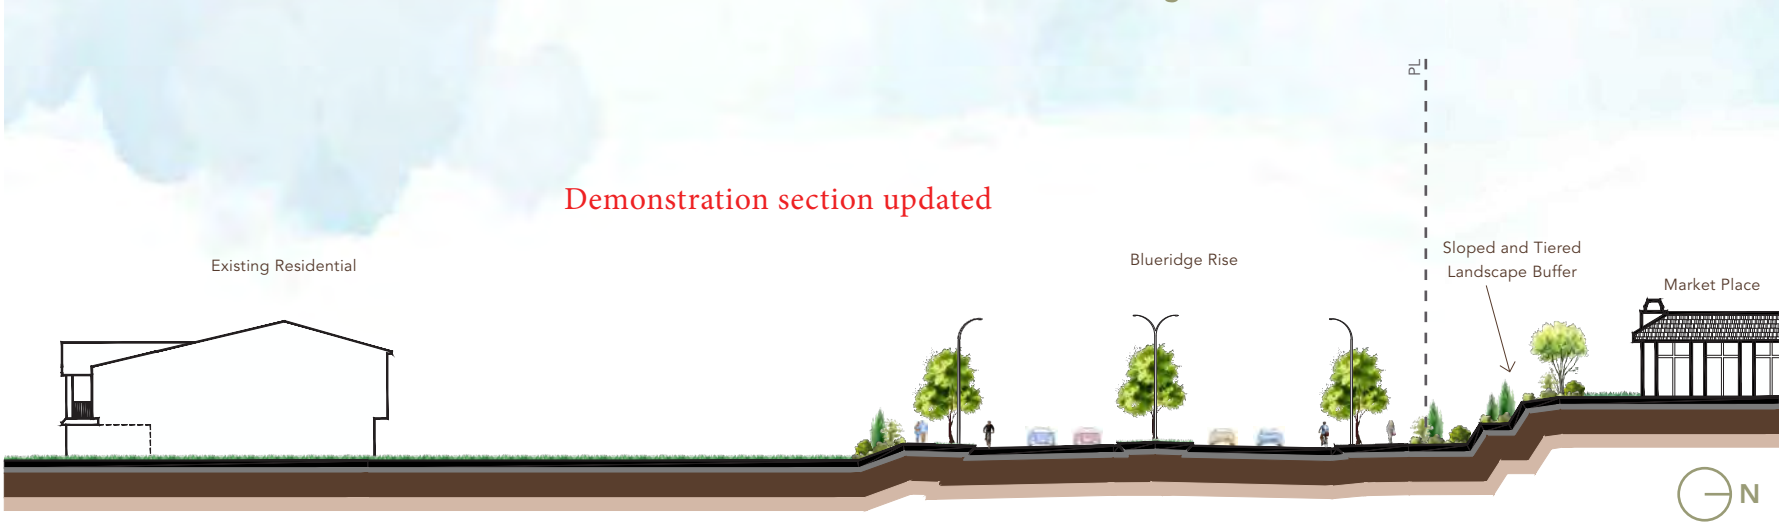 PL
Demonstration section updated
Existing Residential
Blueridge Rise
Sloped and Tiered
Landscape Buffer
Market Place
N